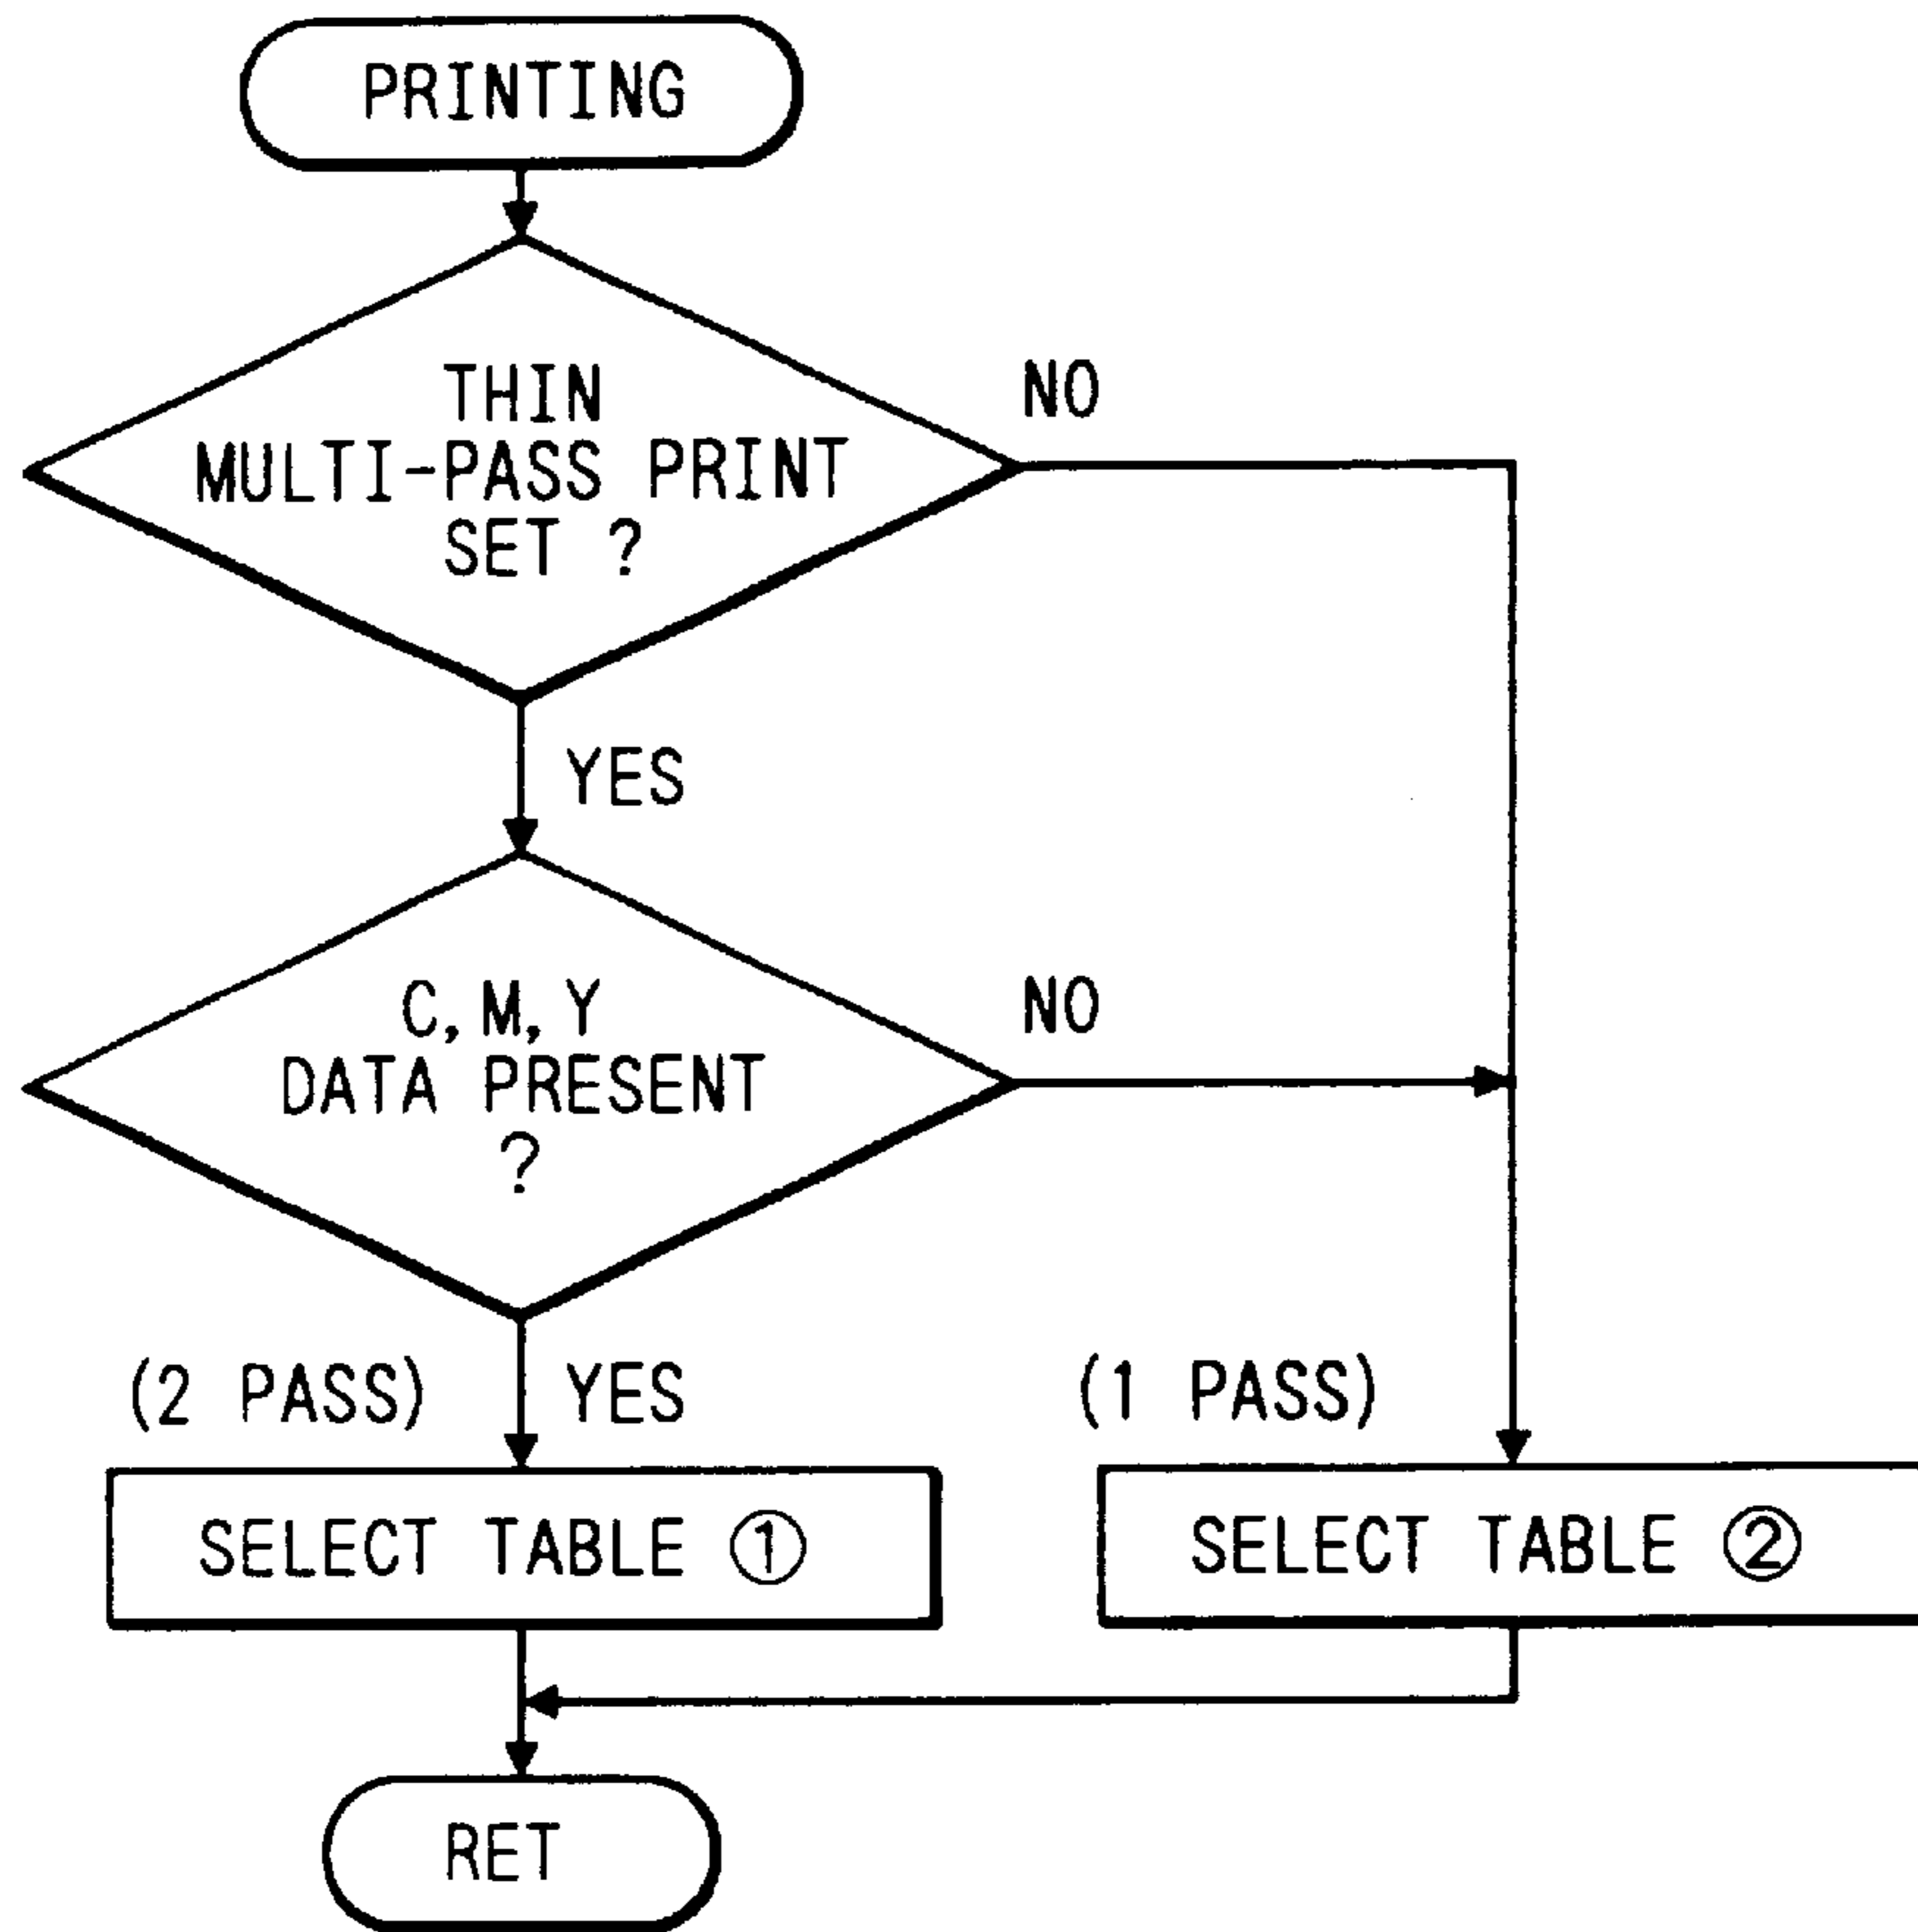 PRINTING
THIN
MULTI-PASS PRINT
SET ?
NO
YES
C, M, Y
DATA PRESENT
?
NO
(2 PASS)
YES
(1 PASS)
SELECT TABLE ①
SELECT TABLE ②
RET